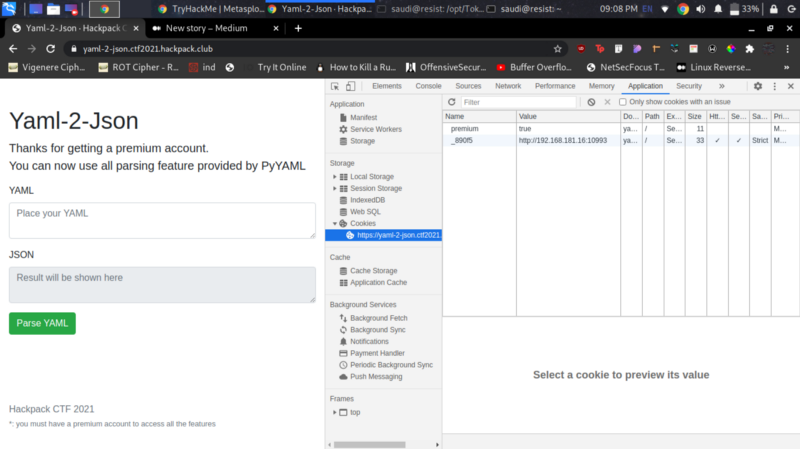 TryHackMe | Metasplo
Yaml-2-Json · Hackpa
saudi@resist: /opt/Tok
saudi@resist: ~
09:08 PM
EN
33%
Yaml-2-Json · Hackpack C
New story – Medium
yaml-2-json.ctf2021.hackpack.club
Vigenere Ciph...
ROT Cipher - R...
ind
Try It Online
How to Kill a Ru...
OffensiveSecur...
Buffer Overflo...
NetSecFocus T...
Linux Reverse...
Elements
Console
Sources
Network
Performance
Memory
Application
Security
Yaml-2-Json
Thanks for getting a premium account.
You can now use all parsing feature provided by PyYAML
YAML
Place your YAML
JSON
Result will be shown here
Parse YAML
Hackpack CTF 2021
*: you must have a premium account to access all the features
Application
Manifest
Service Workers
Storage
Storage
Local Storage
Session Storage
IndexedDB
Web SQL
Cookies
https://yaml-2-json.ctf2021.
Cache
Cache Storage
Application Cache
Background Services
Background Fetch
Background Sync
Notifications
Payment Handler
Periodic Background Sync
Push Messaging
Frames
top
Filter
Only show cookies with an issue
Name Value Do... Path Ex... Size Htt... Se... Sa... Pri...
premium true ya... / Se... 11 M...
_890f5 http://192.168.181.16:10993 ya... / Se... 33 ✓ ✓ Strict M...
Select a cookie to preview its value